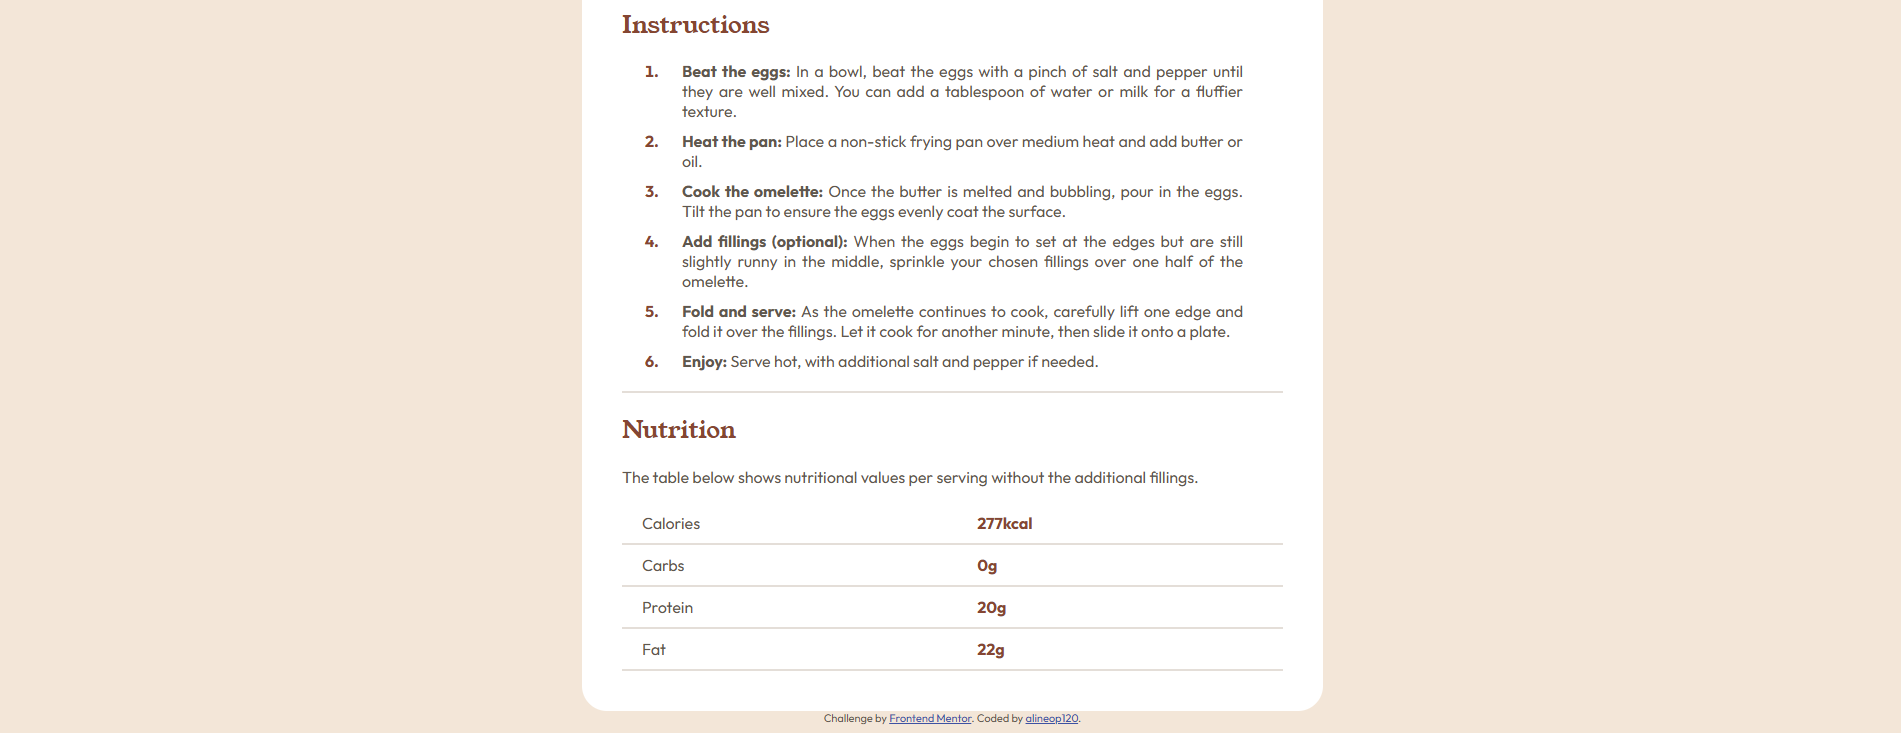 Instructions
1. Beat the eggs: In a bowl, beat the eggs with a pinch of salt and pepper until
they are well mixed. You can add a tablespoon of water or milk for a fluffier
texture.
2. Heat the pan: Place a non-stick frying pan over medium heat and add butter or
oil.
3. Cook the omelette: Once the butter is melted and bubbling, pour in the eggs.
Tilt the pan to ensure the eggs evenly coat the surface.
4. Add fillings (optional): When the eggs begin to set at the edges but are still
slightly runny in the middle, sprinkle your chosen fillings over one half of the
omelette.
5. Fold and serve: As the omelette continues to cook, carefully lift one edge and
fold it over the fillings. Let it cook for another minute, then slide it onto a plate.
6. Enjoy: Serve hot, with additional salt and pepper if needed.
Nutrition
The table below shows nutritional values per serving without the additional fillings.
Calories 277kcal
Carbs 0g
Protein 20g
Fat 22g
Challenge by Frontend Mentor. Coded by alineop120.